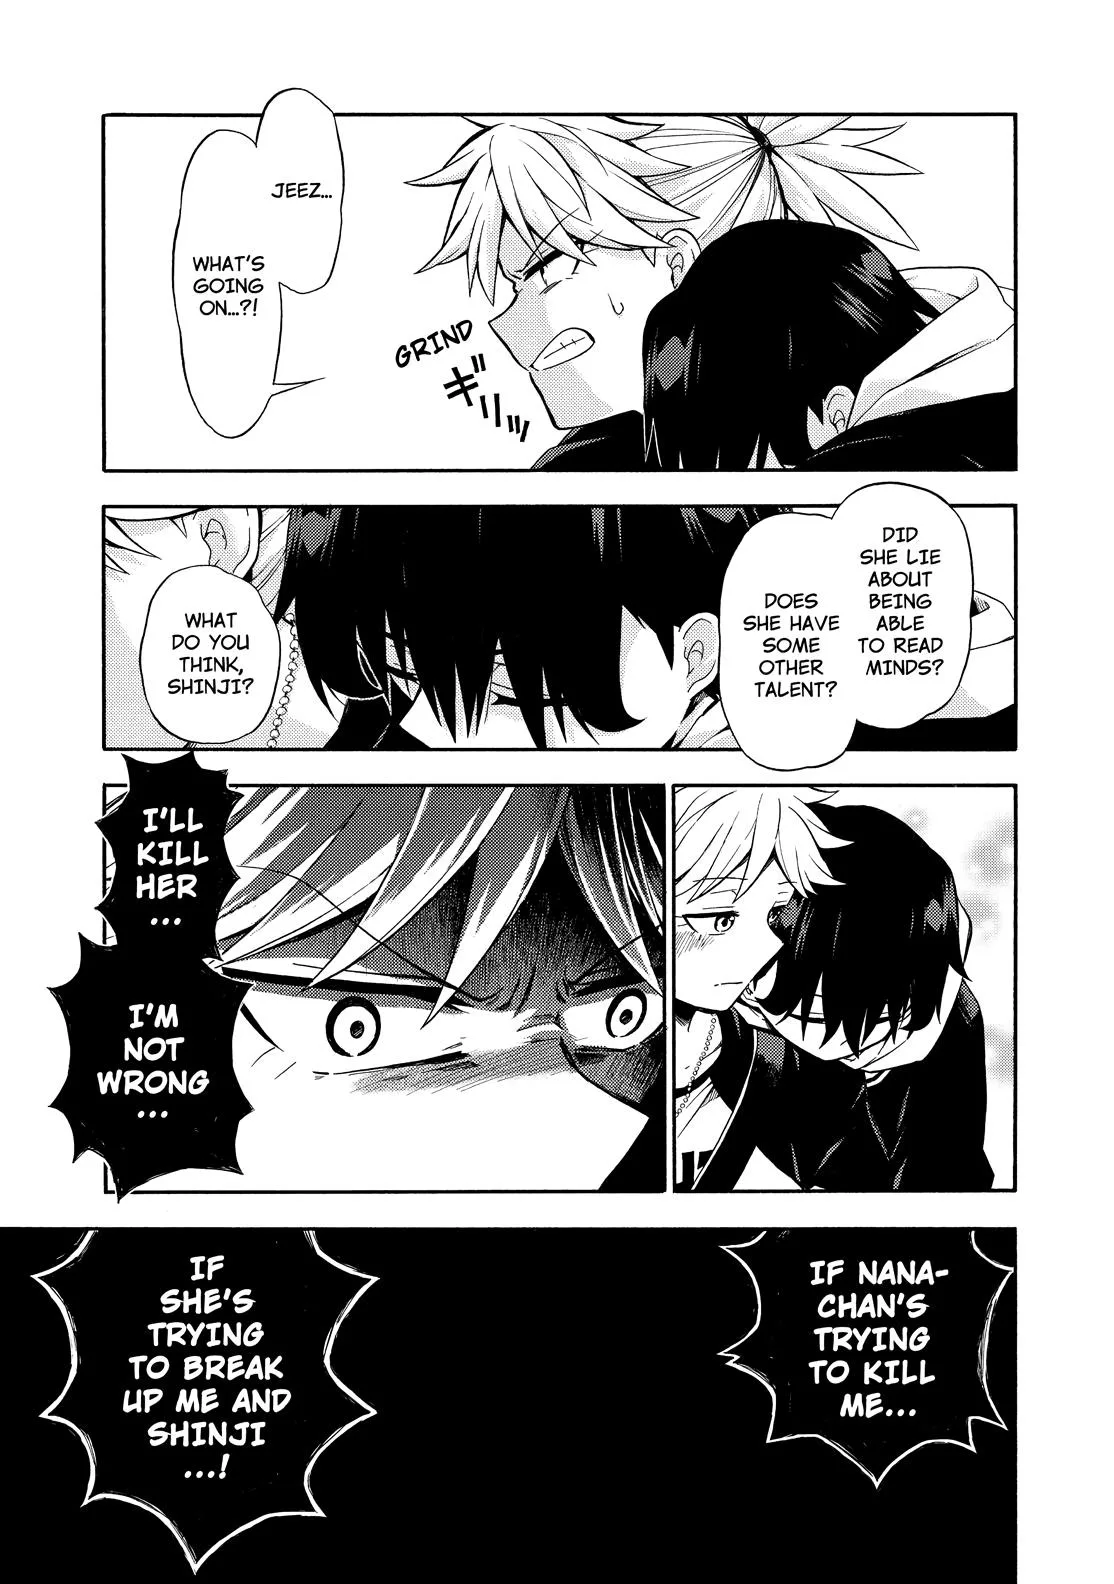 JEEZ...
WHAT'S
GOING
ON...?!
GRIND
ギリッ
DID
SHE LIE
ABOUT
BEING
ABLE
TO READ
MINDS?
DOES
SHE HAVE
SOME
OTHER
TALENT?
WHAT
DO YOU
THINK,
SHINJI?
I'LL
KILL
HER
...
I'M
NOT
WRONG
...
IF NANA-
CHAN'S
TRYING
TO KILL
ME...
IF
SHE'S
TRYING
TO BREAK
UP ME AND
SHINJI
...!